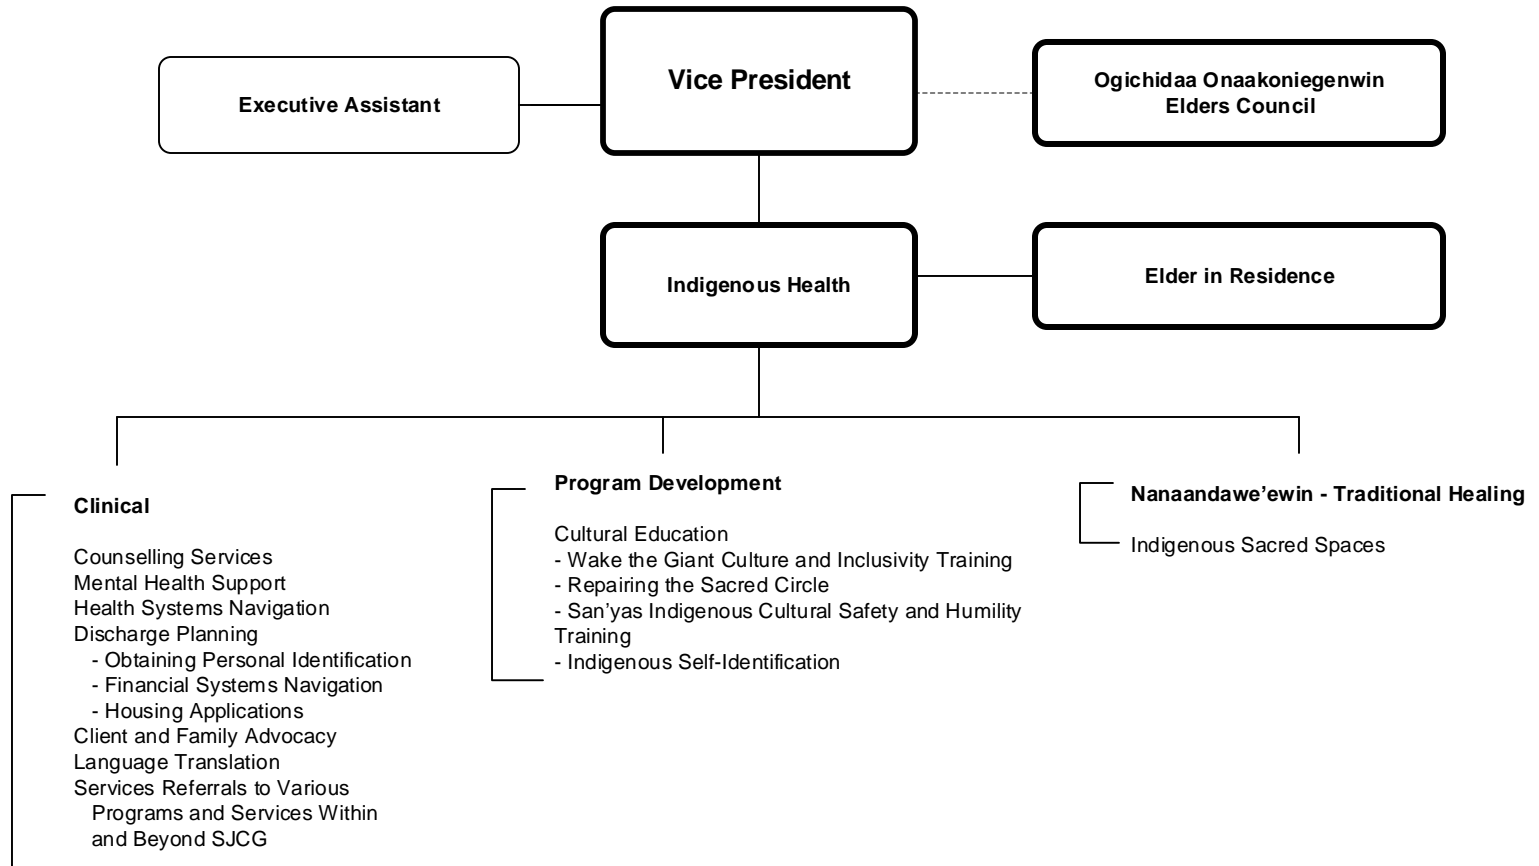 Vice President
Executive Assistant
Ogichidaa Onaakoniegenwin
Elders Council
Indigenous Health
Elder in Residence
Clinical
Counselling Services
Mental Health Support
Health Systems Navigation
Discharge Planning
- Obtaining Personal Identification
- Financial Systems Navigation
- Housing Applications
Client and Family Advocacy
Language Translation
Services Referrals to Various
Programs and Services Within
and Beyond SJCG
Program Development
Cultural Education
- Wake the Giant Culture and Inclusivity Training
- Repairing the Sacred Circle
- San’yas Indigenous Cultural Safety and Humility
Training
- Indigenous Self-Identification
Nanaandawe’ewin - Traditional Healing
Indigenous Sacred Spaces